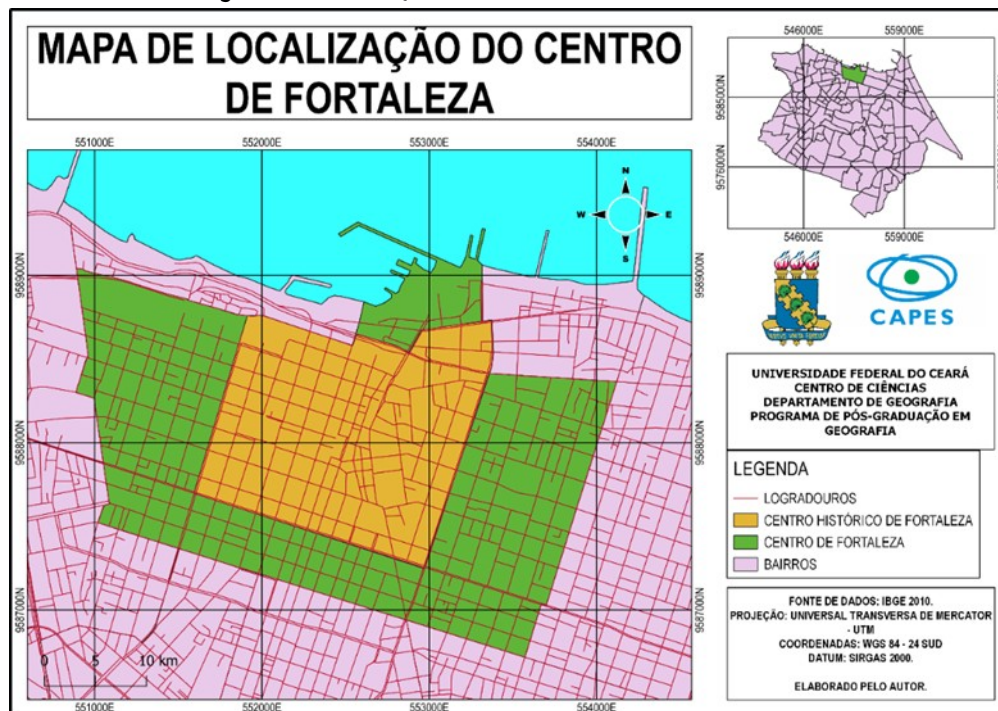 MAPA DE LOCALIZAÇÃO DO CENTRO
DE FORTALEZA
551000E 552000E 553000E 554000E
9589000N 9589000N
9588000N 9588000N
9587000N 9587000N
N
W E
S
0 5 10 km
551000E 552000E 553000E 554000E
546000E 559000E
9585000N 9585000N
9576000N
546000E 559000E
CAPES
UNIVERSIDADE FEDERAL DO CEARÁ
CENTRO DE CIÊNCIAS
DEPARTAMENTO DE GEOGRAFIA
PROGRAMA DE PÓS-GRADUAÇÃO EM
GEOGRAFIA
LEGENDA
LOGRADOUROS
CENTRO HISTÓRICO DE FORTALEZA
CENTRO DE FORTALEZA
BAIRROS
FONTE DE DADOS: IBGE 2010.
PROJEÇÃO: UNIVERSAL TRANSVERSA DE MERCATOR
- UTM
COORDENADAS: WGS 84 - 24 SUD
DATUM: SIRGAS 2000.
ELABORADO PELO AUTOR.